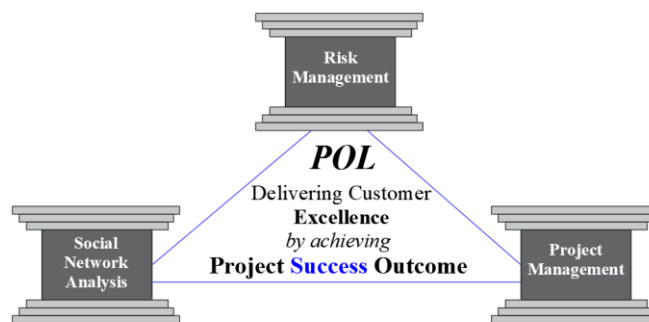 Risk
Management
POL
Delivering Customer
Excellence
by achieving
Project Success Outcome
Social
Network
Analysis
Project
Management